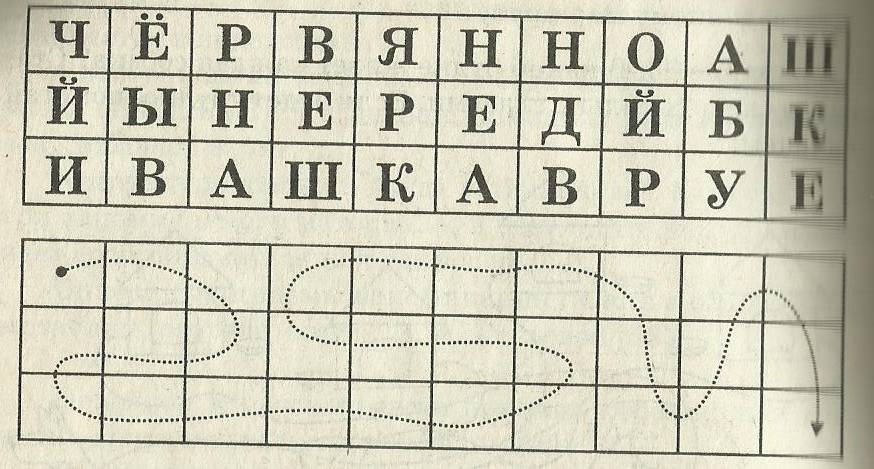 Ч Ё Р В Я Н Н О А Ш
Й Ы Н Е Р Е Д Й Б К
И В А Ш К А В Р У Е